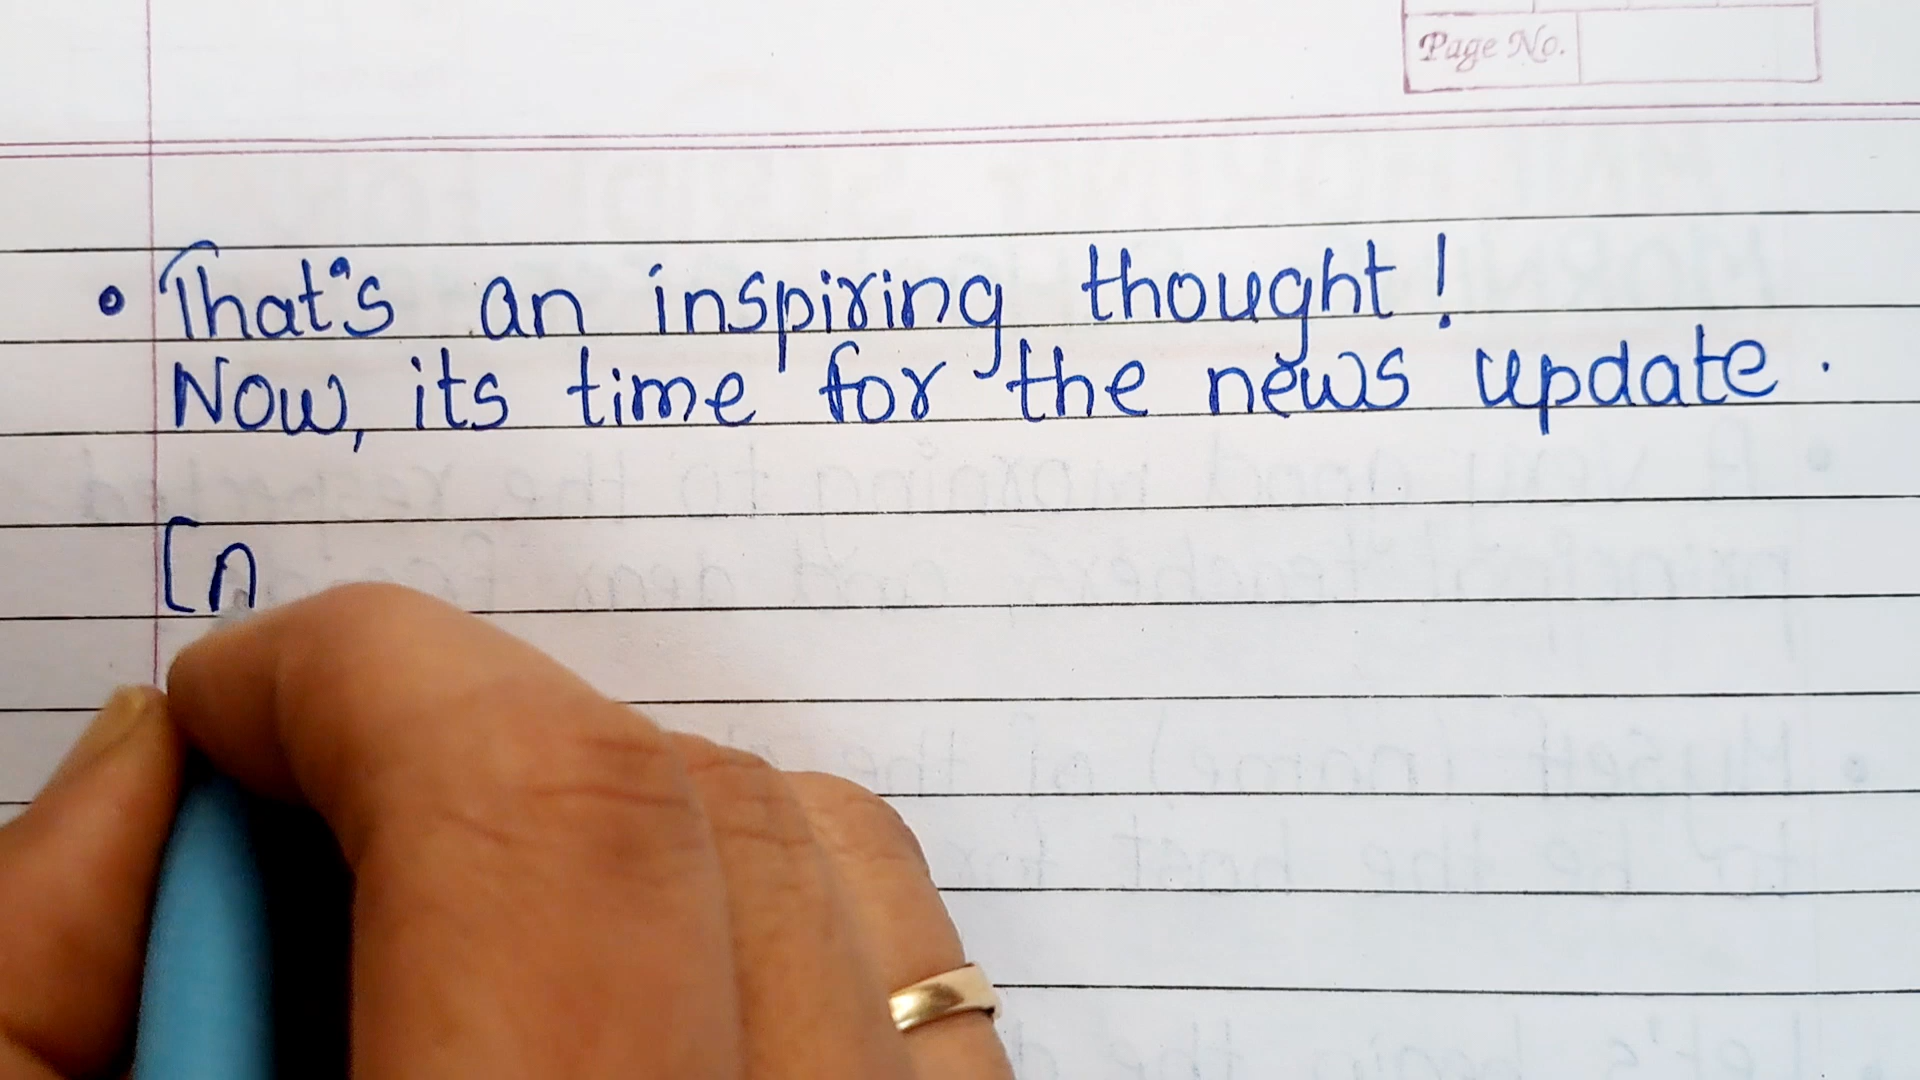 Page No.
• That's an inspiring thought!
Now, its time for the news update.
[n